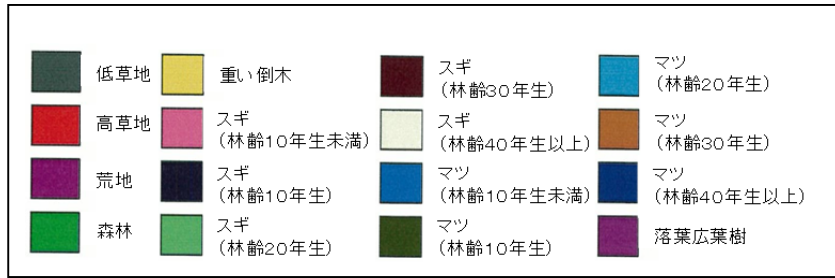 低草地
高草地
荒地
森林
重い倒木
スギ
(林齢10年生未満)
スギ
(林齢10年生)
スギ
(林齢20年生)
スギ
(林齢30年生)
スギ
(林齢40年生以上)
マツ
(林齢10年生未満)
マツ
(林齢10年生)
マツ
(林齢20年生)
マツ
(林齢30年生)
マツ
(林齢40年生以上)
落葉広葉樹